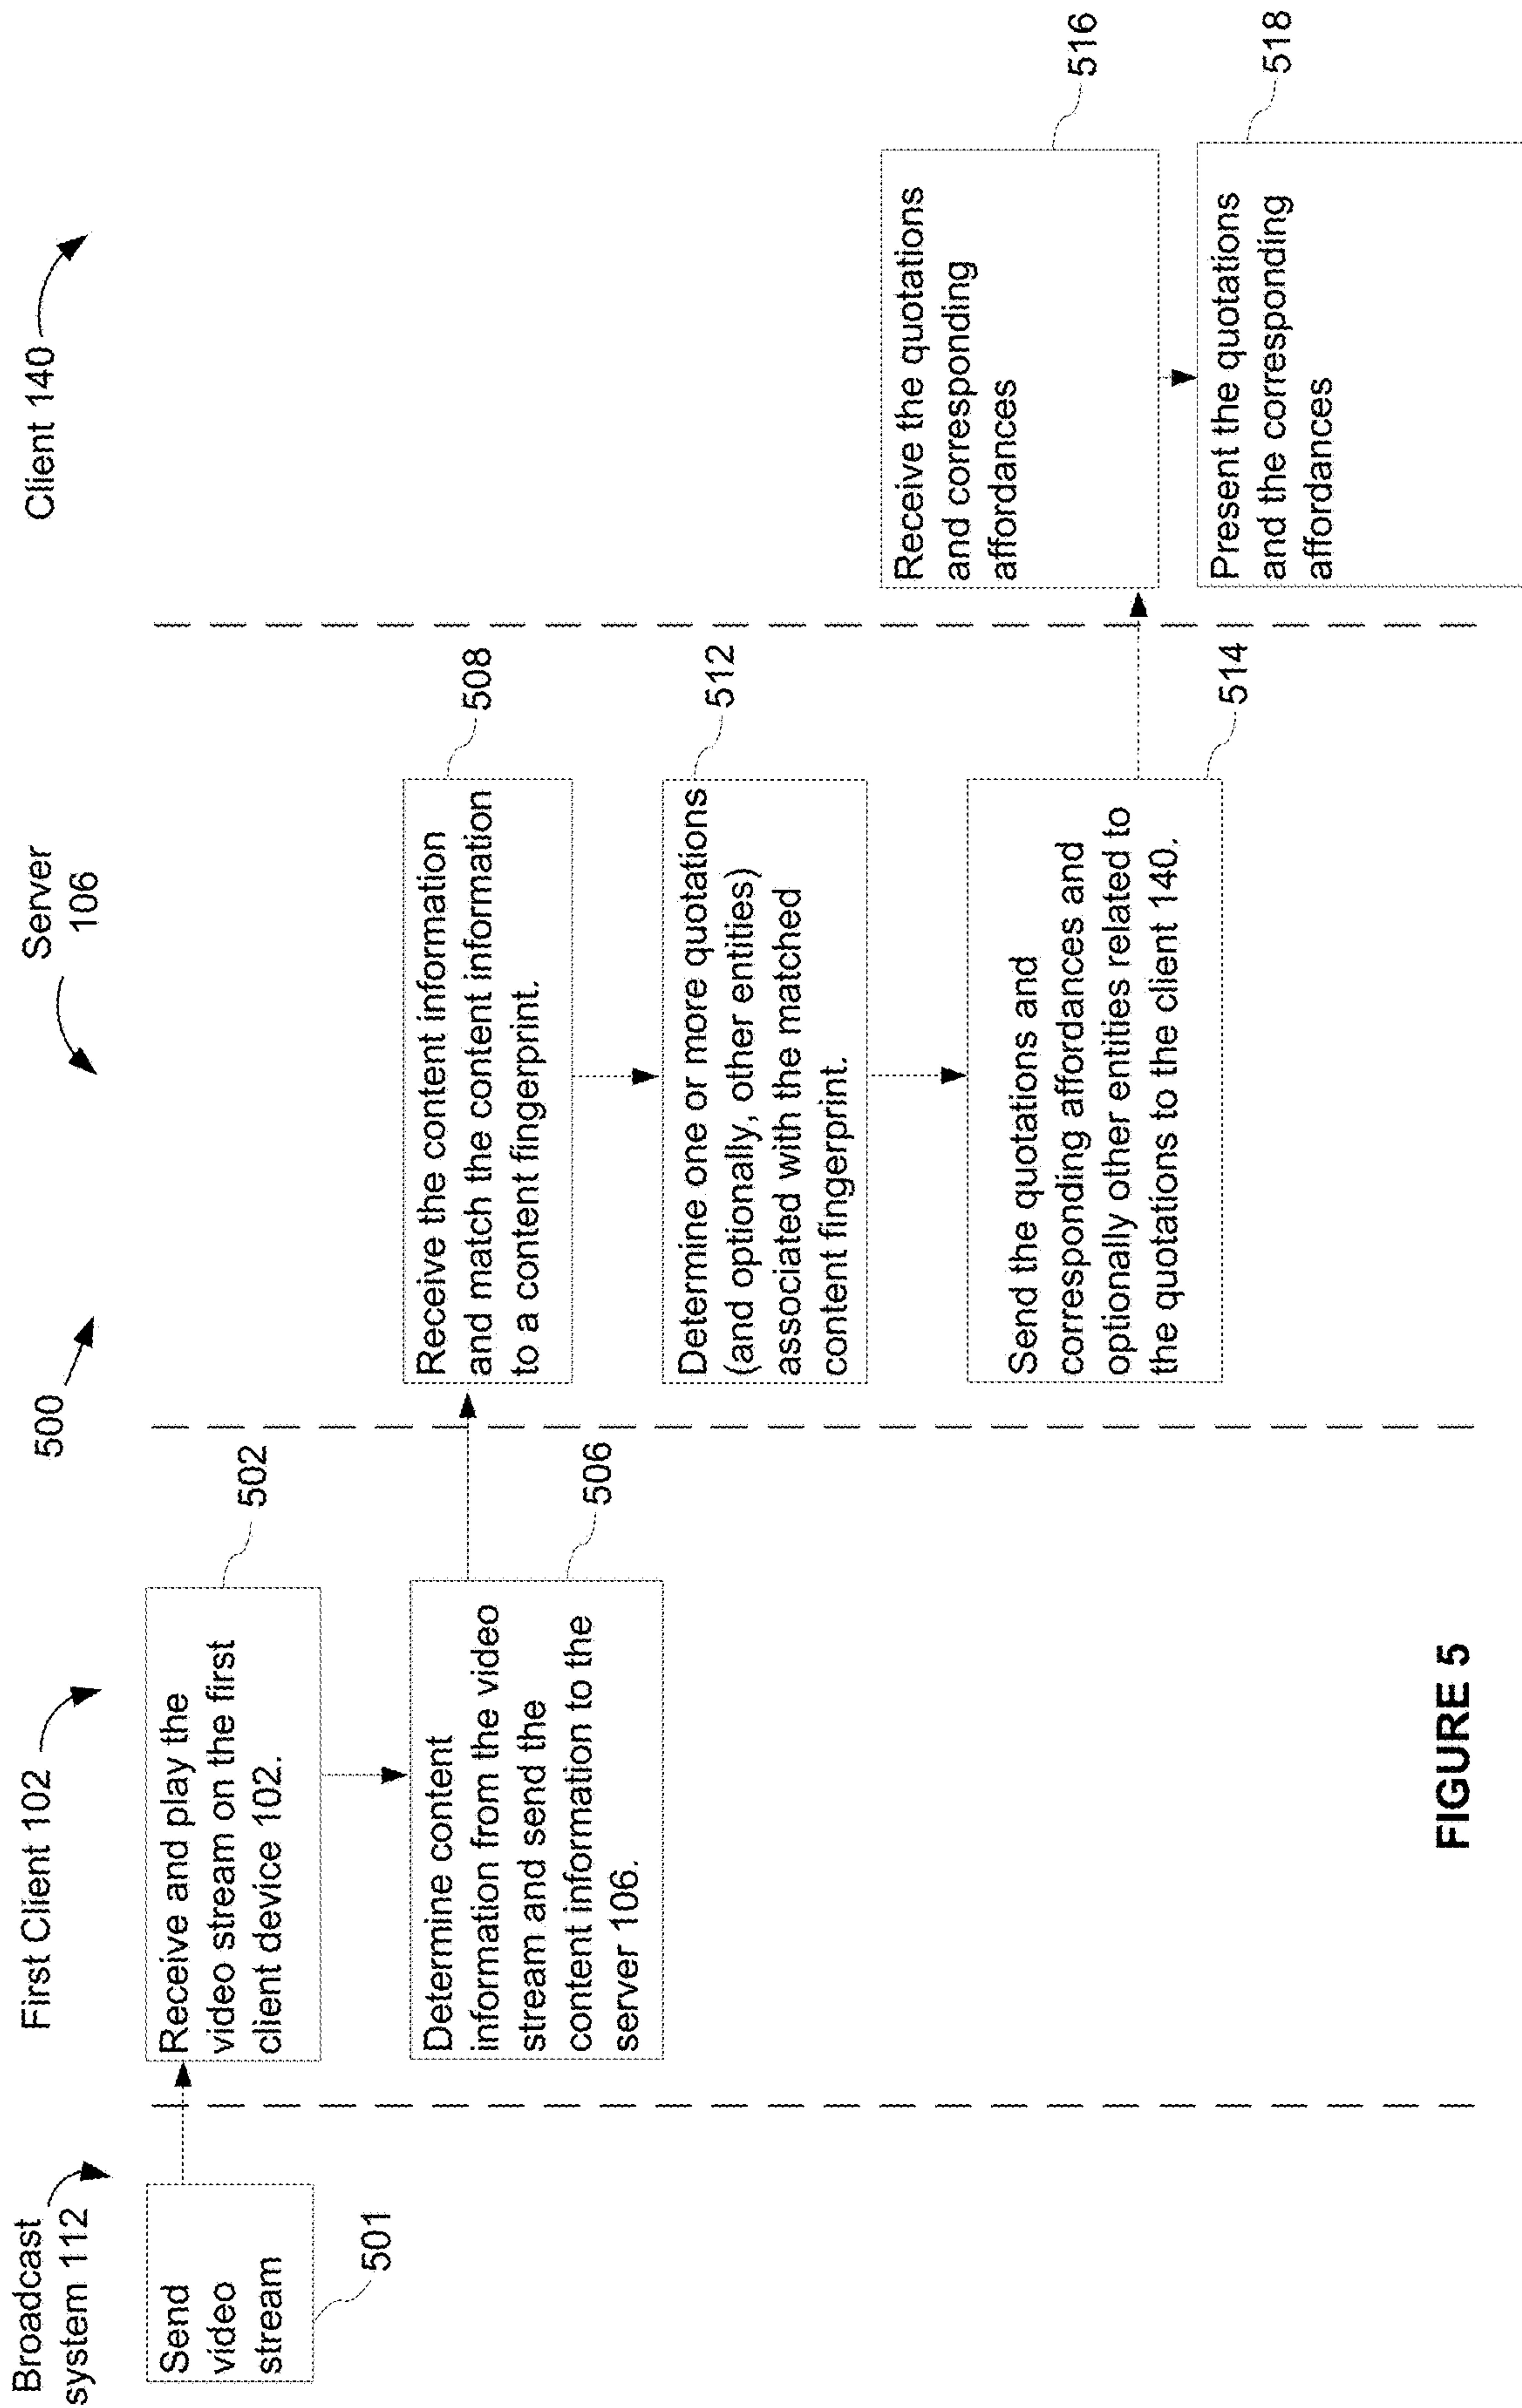 500
Broadcast
system 112
First Client 102
Server
106
Client 140
Send
video
stream
501
Receive and play the
video stream on the first
client device 102.
502
Determine content
information from the video
stream and send the
content information to the
server 106.
506
Receive the content information
and match the content information
to a content fingerprint.
508
Determine one or more quotations
(and optionally, other entities)
associated with the matched
content fingerprint.
512
Send the quotations and
corresponding affordances and
optionally other entities related to
the quotations to the client 140.
514
Receive the quotations
and corresponding
affordances
516
Present the quotations
and the corresponding
affordances
518
FIGURE 5